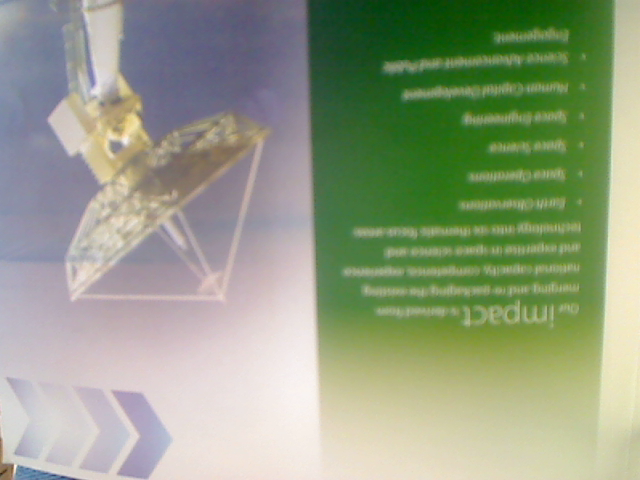 Our impact is derived from
merging and re-packaging the existing
national capacity, competence, experience
and expertise in space science and
technology into six thematic focus areas
• Earth Observations
• Space Operations
• Space Science
• Space Engineering
• Human Capital Development
• Science Advancement and Public
Engagement